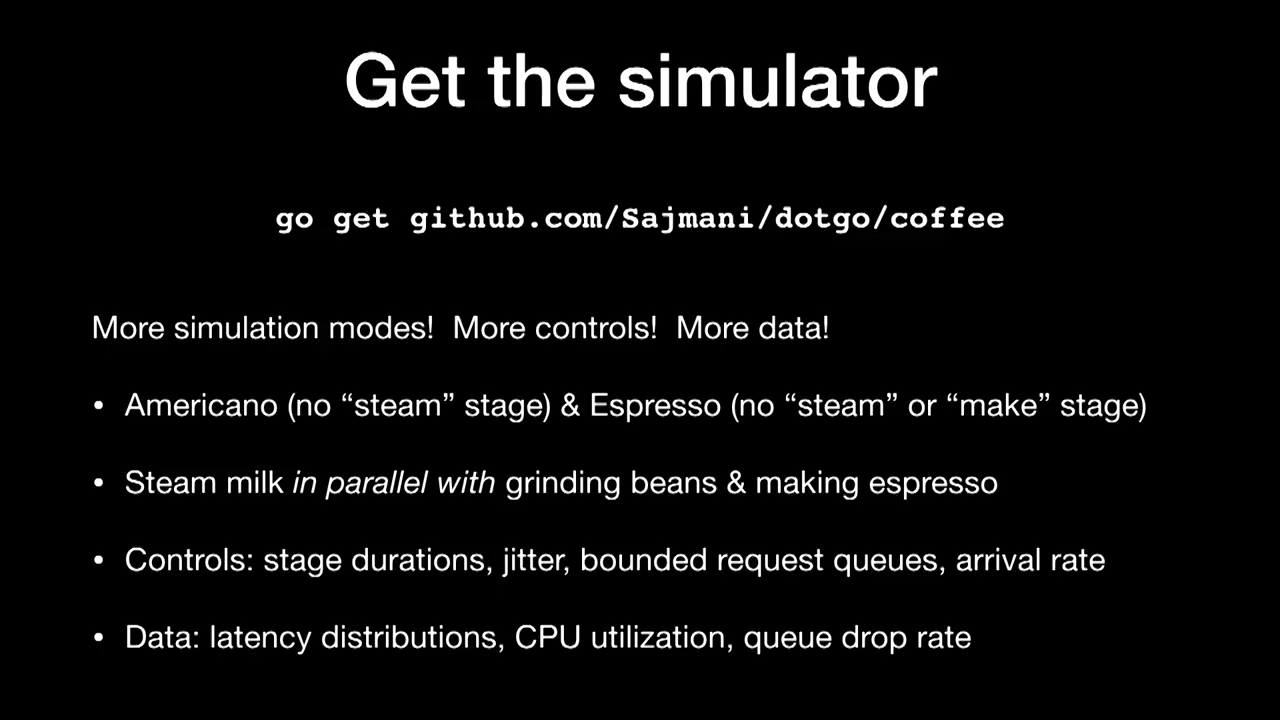 Get the simulator
go get github.com/Sajmani/dotgo/coffee
More simulation modes!  More controls!  More data!
• Americano (no “steam” stage) & Espresso (no “steam” or “make” stage)
• Steam milk in parallel with grinding beans & making espresso
• Controls: stage durations, jitter, bounded request queues, arrival rate
• Data: latency distributions, CPU utilization, queue drop rate